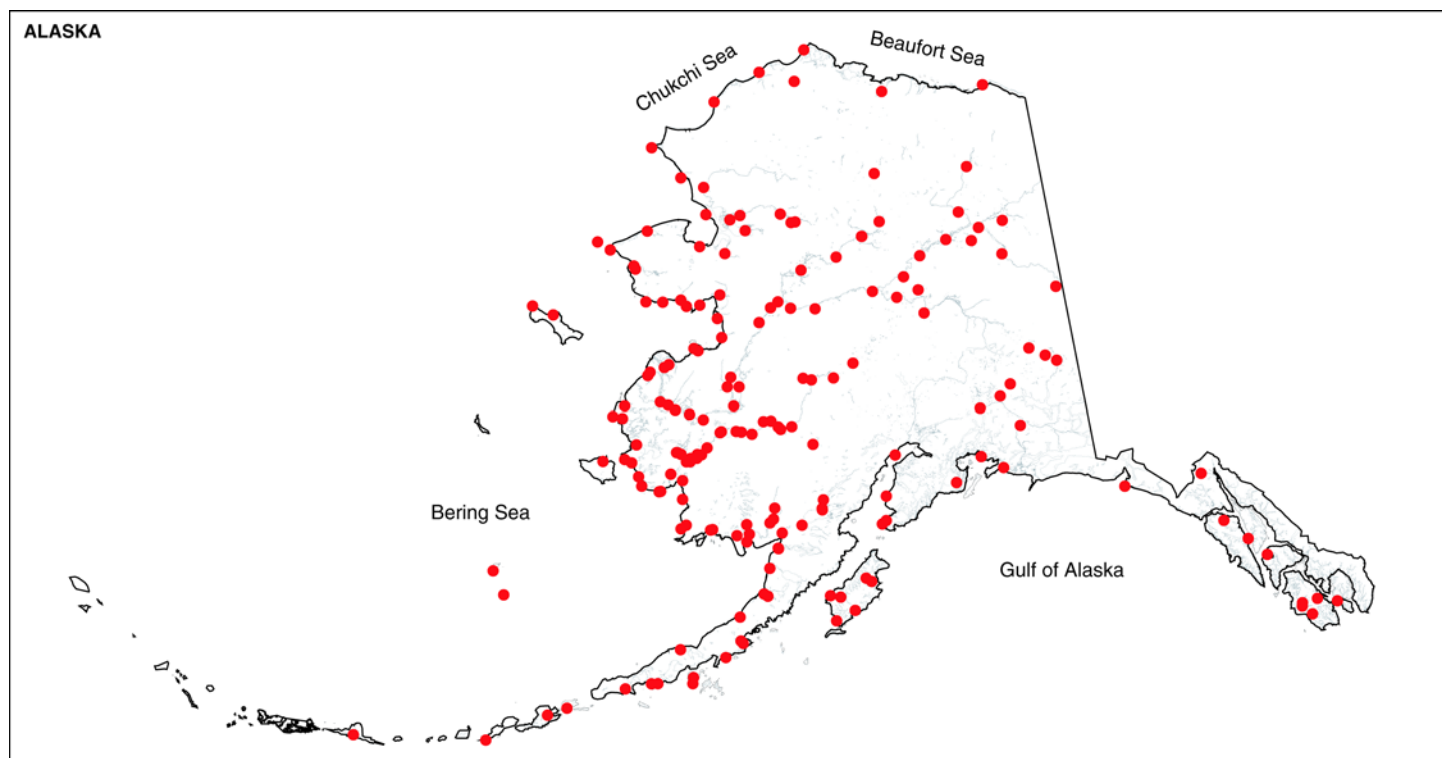 ALASKA
Beaufort Sea
Chukchi Sea
Bering Sea
Gulf of Alaska